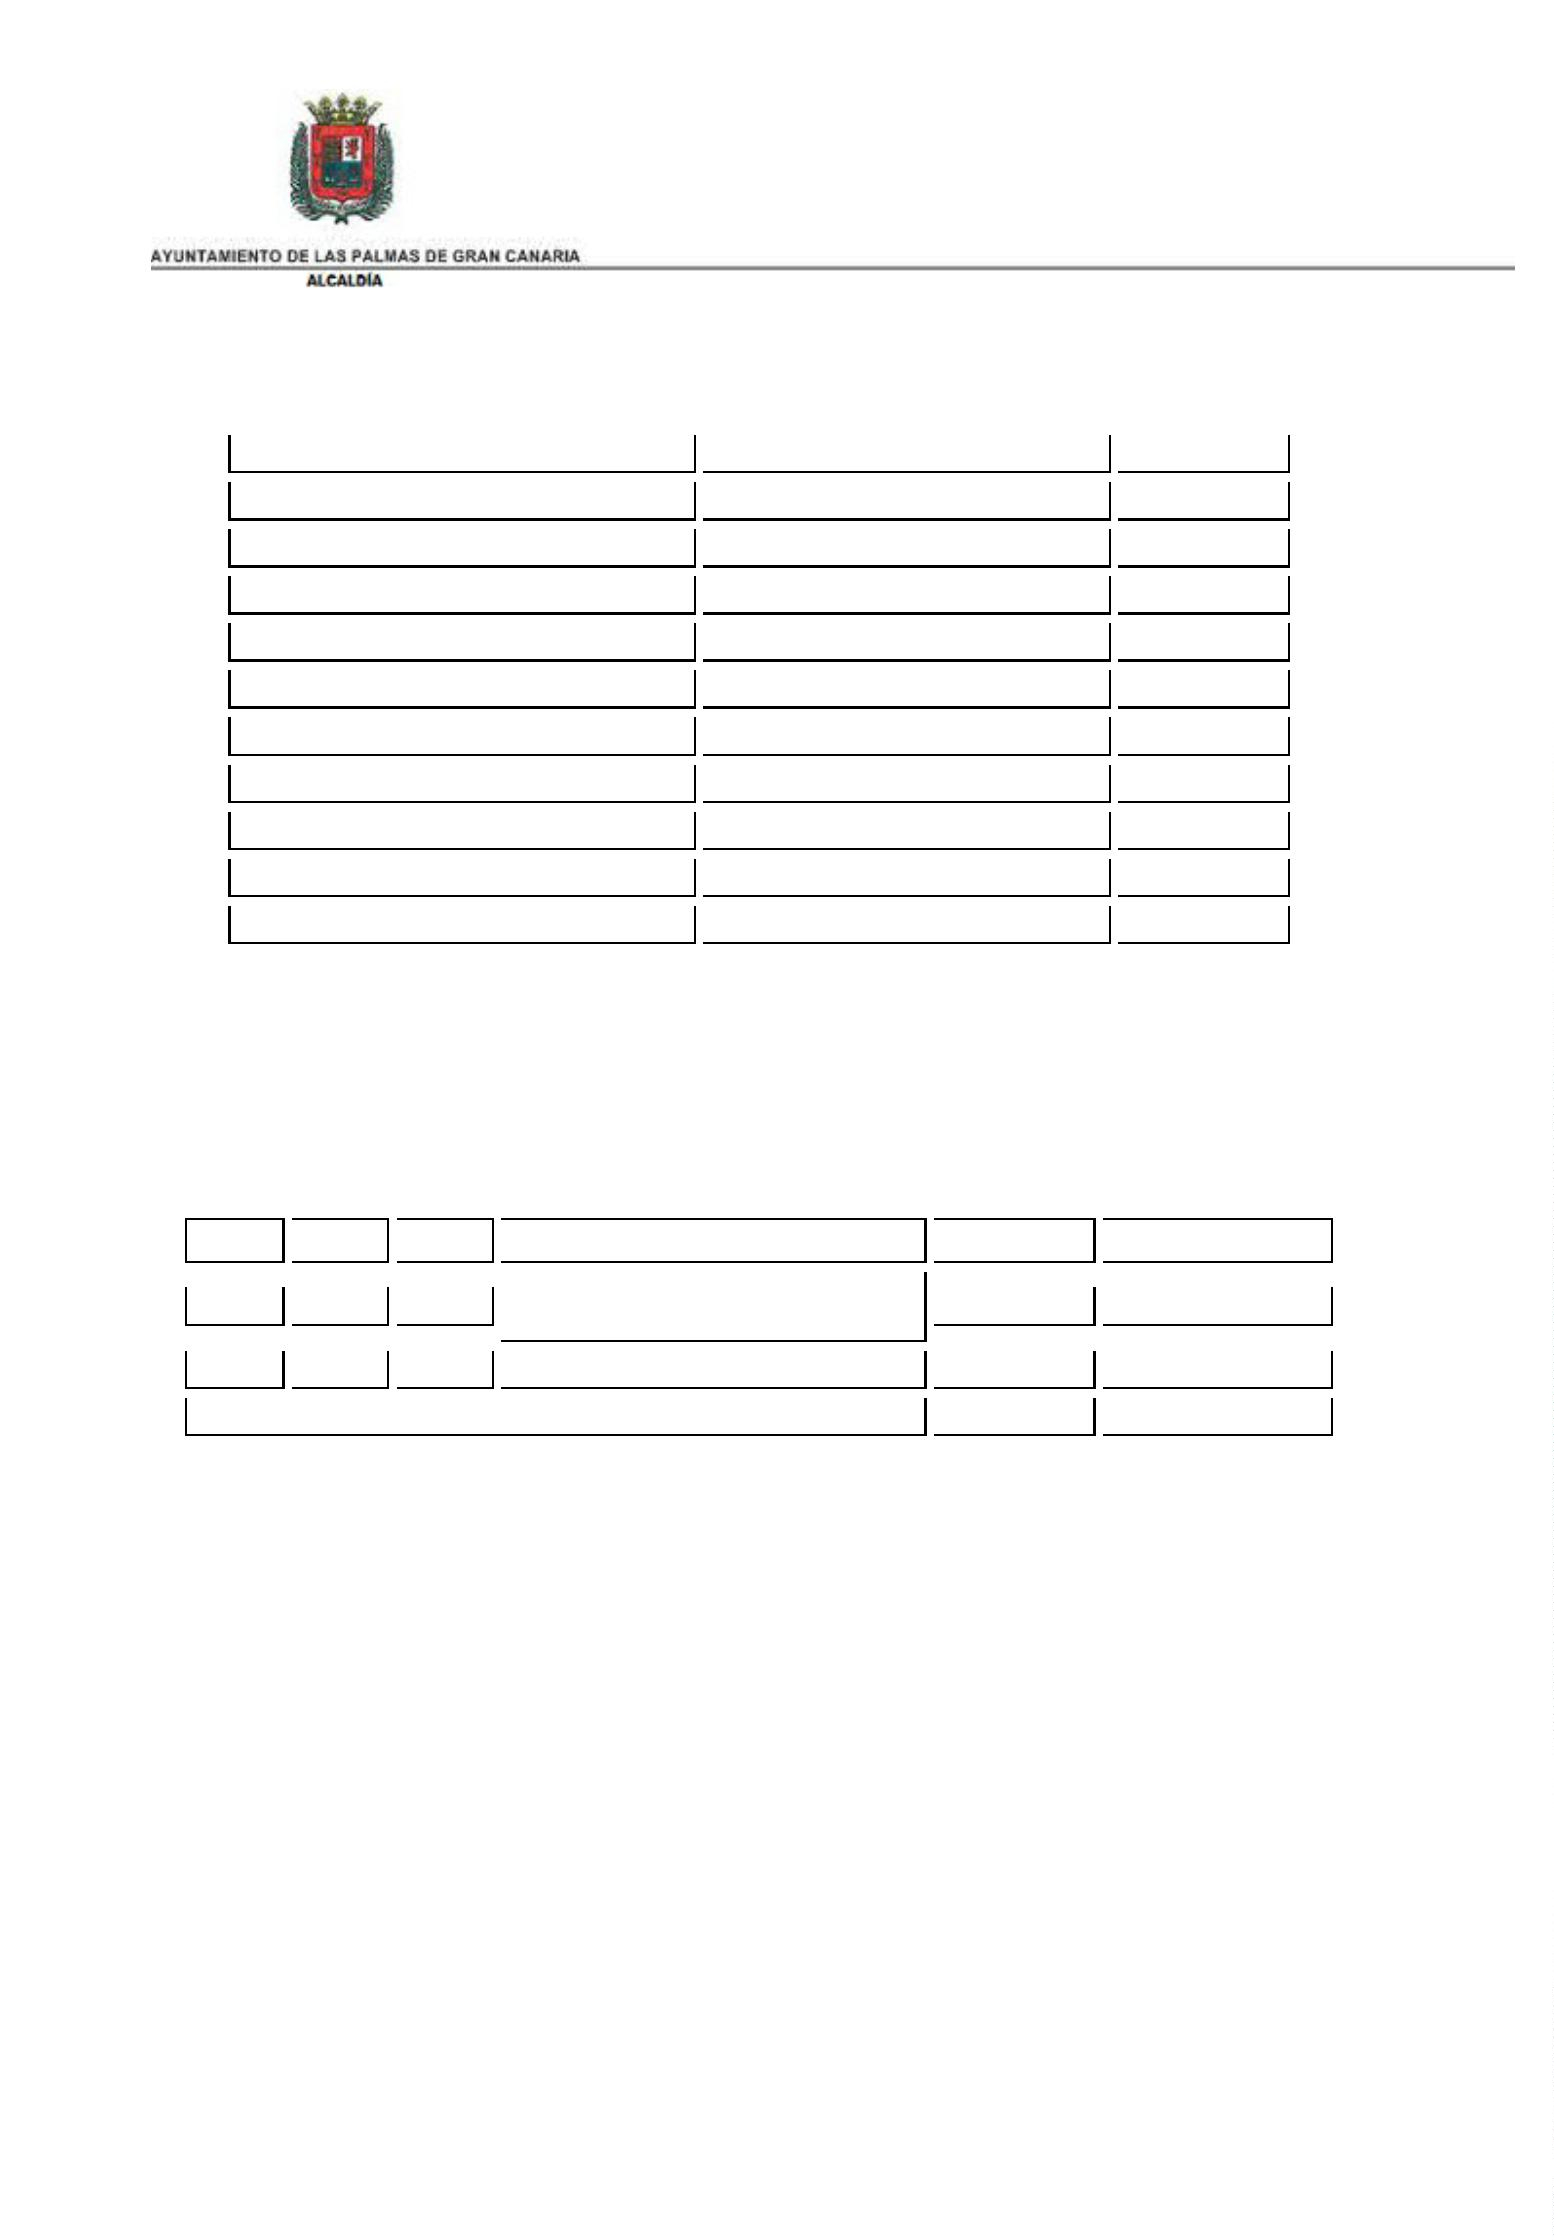 AYUNTAMIENTO DE LAS PALMAS DE GRAN CANARIA
ALCALDÍA